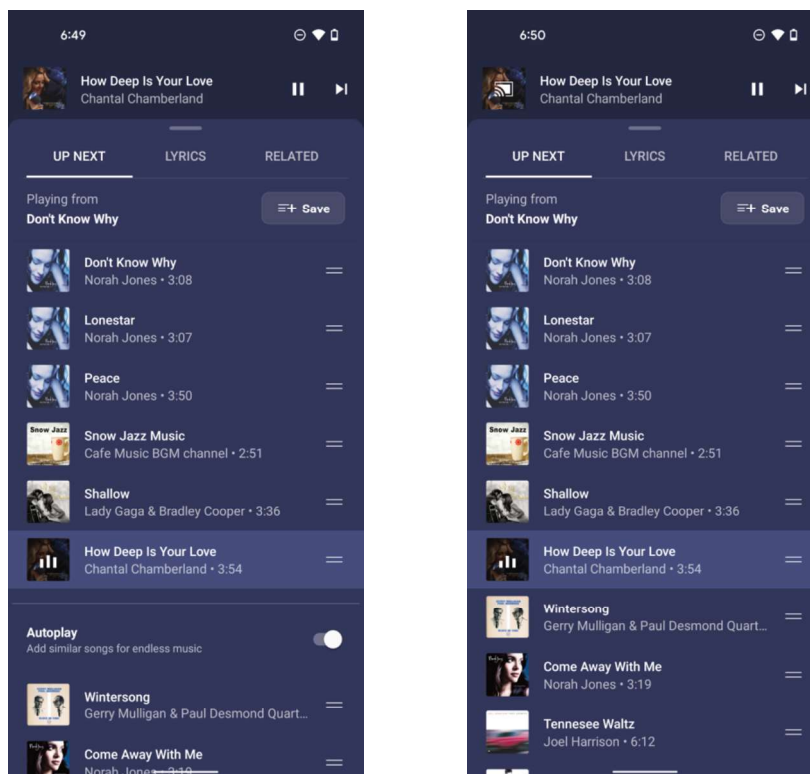 6:49
How Deep Is Your Love
Chantal Chamberland
UP NEXT LYRICS RELATED
Playing from
Don't Know Why
Save
Don't Know Why
Norah Jones • 3:08
Lonestar
Norah Jones • 3:07
Peace
Norah Jones • 3:50
Snow Jazz
Snow Jazz Music
Cafe Music BGM channel • 2:51
Shallow
Lady Gaga & Bradley Cooper • 3:36
How Deep Is Your Love
Chantal Chamberland • 3:54
Autoplay
Add similar songs for endless music
Wintersong
Gerry Mulligan & Paul Desmond Quart...
Come Away With Me
Norah Jones • 3:19
6:50
How Deep Is Your Love
Chantal Chamberland
UP NEXT LYRICS RELATED
Playing from
Don't Know Why
Save
Don't Know Why
Norah Jones • 3:08
Lonestar
Norah Jones • 3:07
Peace
Norah Jones • 3:50
Snow Jazz
Snow Jazz Music
Cafe Music BGM channel • 2:51
Shallow
Lady Gaga & Bradley Cooper • 3:36
How Deep Is Your Love
Chantal Chamberland • 3:54
Wintersong
Gerry Mulligan & Paul Desmond Quart...
Come Away With Me
Norah Jones • 3:19
Tennesee Waltz
Joel Harrison • 6:12